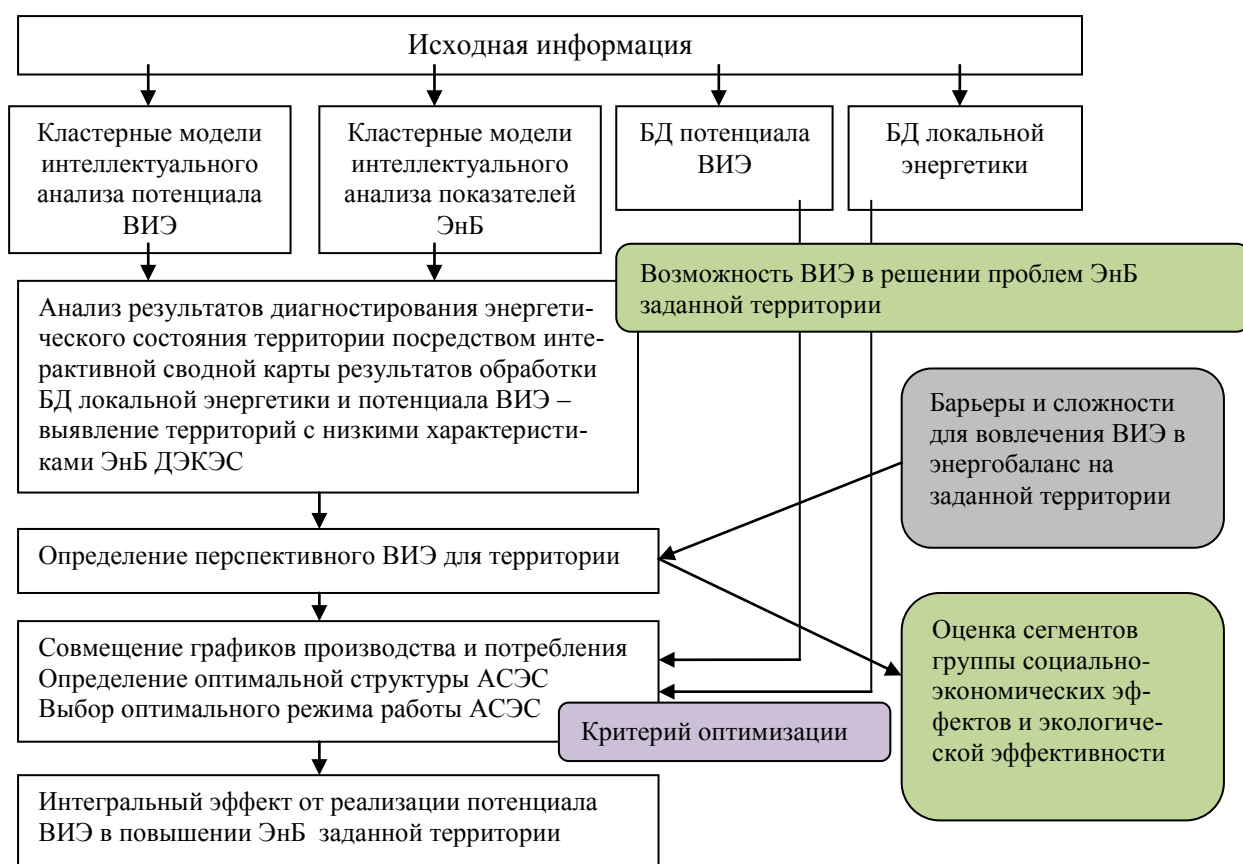 Исходная информация
Кластерные модели
интеллектуального
анализа потенциала
ВИЭ
Кластерные модели
интеллектуального
анализа показателей
ЭнБ
БД потенциала
ВИЭ
БД локальной
энергетики
Возможность ВИЭ в решении проблем ЭнБ
заданной территории
Анализ результатов диагностирования энергети-
ческого состояния территории посредством инте-
рактивной сводной карты результатов обработки
БД локальной энергетики и потенциала ВИЭ –
выявление территорий с низкими характеристи-
ками ЭнБ ДЭКЭС
Барьеры и сложности
для вовлечения ВИЭ в
энергобаланс на
заданной территории
Определение перспективного ВИЭ для территории
Совмещение графиков производства и потребления
Определение оптимальной структуры АСЭС
Выбор оптимального режима работы АСЭС
Критерий оптимизации
Оценка сегментов
группы социально-
экономических эф-
фектов и экологиче-
ской эффективности
Интегральный эффект от реализации потенциала
ВИЭ в повышении ЭнБ заданной территории